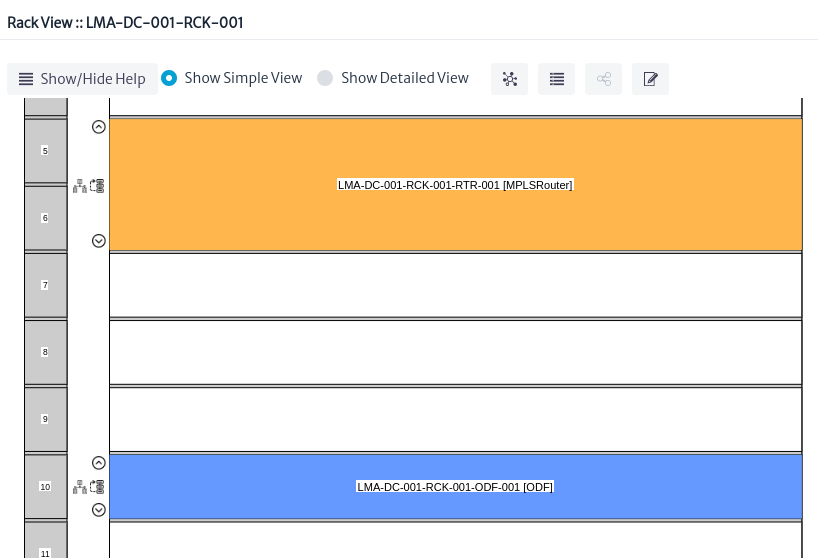 Rack View :: LMA-DC-001-RCK-001
Show/Hide Help
Show Simple View
Show Detailed View
5
LMA-DC-001-RCK-001-RTR-001 [MPLSRouter]
6
7
8
9
10
LMA-DC-001-RCK-001-ODF-001 [ODF]
11